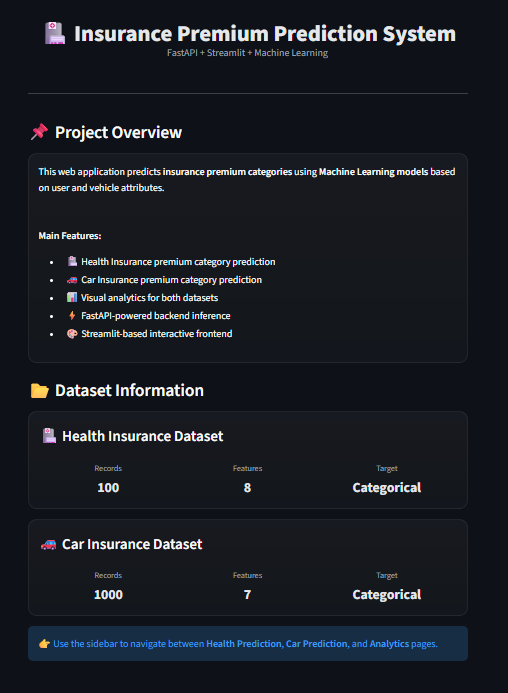 Insurance Premium Prediction System
FastAPI + Streamlit + Machine Learning
Project Overview
This web application predicts insurance premium categories using Machine Learning models based
on user and vehicle attributes.
Main Features:
• Health Insurance premium category prediction
• Car Insurance premium category prediction
• Visual analytics for both datasets
• FastAPI-powered backend inference
• Streamlit-based interactive frontend
Dataset Information
Health Insurance Dataset
Records Features Target
100 8 Categorical
Car Insurance Dataset
Records Features Target
1000 7 Categorical
Use the sidebar to navigate between Health Prediction, Car Prediction, and Analytics pages.